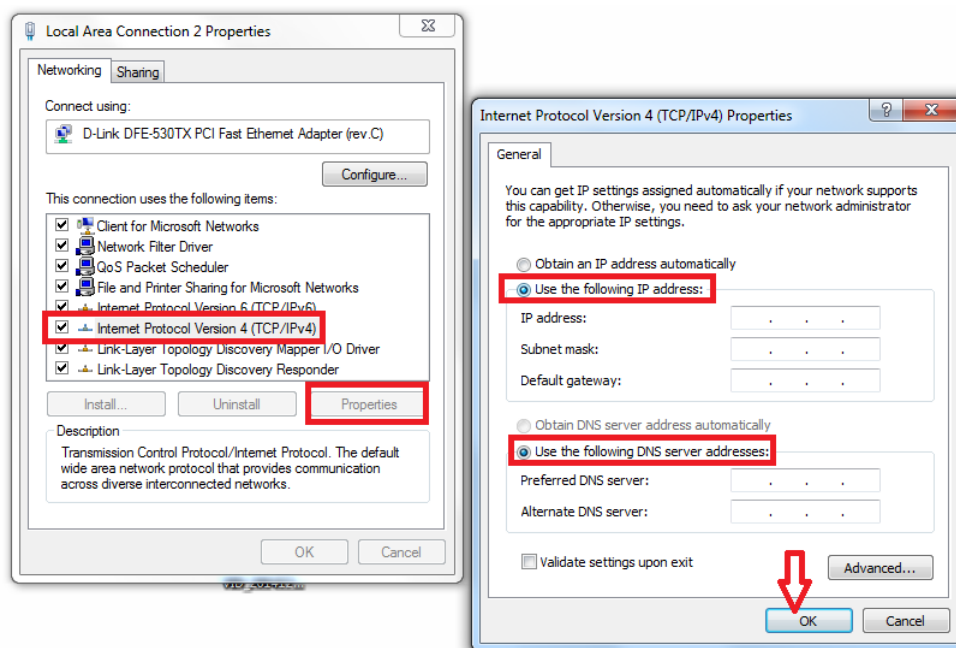 Local Area Connection 2 Properties
Networking
Sharing
Connect using:
D-Link DFE-530TX PCI Fast Ethernet Adapter (rev.C)
Configure...
This connection uses the following items:
Client for Microsoft Networks
Network Filter Driver
QoS Packet Scheduler
File and Printer Sharing for Microsoft Networks
Internet Protocol Version 6 (TCP/IPv6)
Internet Protocol Version 4 (TCP/IPv4)
Link-Layer Topology Discovery Mapper I/O Driver
Link-Layer Topology Discovery Responder
Install...
Uninstall
Properties
Description
Transmission Control Protocol/Internet Protocol. The default
wide area network protocol that provides communication
across diverse interconnected networks.
OK
Cancel
Internet Protocol Version 4 (TCP/IPv4) Properties
General
You can get IP settings assigned automatically if your network supports
this capability. Otherwise, you need to ask your network administrator
for the appropriate IP settings.
Obtain an IP address automatically
Use the following IP address:
IP address:
Subnet mask:
Default gateway:
Obtain DNS server address automatically
Use the following DNS server addresses:
Preferred DNS server:
Alternate DNS server:
Validate settings upon exit
Advanced...
OK
Cancel